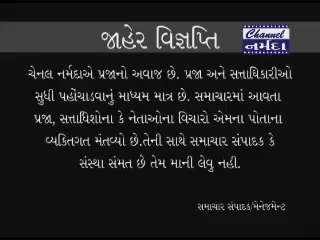 જાહેર વિજ્ઞપ્તિ
Channel
નર્મદા
ચેનલ નર્મદાએ પ્રજાનો અવાજ છે. પ્રજા અને સત્તાધિકારીઓ
સુધી પહોંચાડવાનું માધ્યમ માત્ર છે. સમાચારમાં આવતા
પ્રજા, સત્તાધિશોના કે નેતાઓના વિચારો એમના પોતાના
વ્યકિતગત મંતવ્યો છે.તેની સાથે સમાચાર સંપાદક કે
સંસ્થા સંમત છે તેમ માની લેવુ નહી.
સમાચાર સંપાદક/મેનેજમેન્ટ